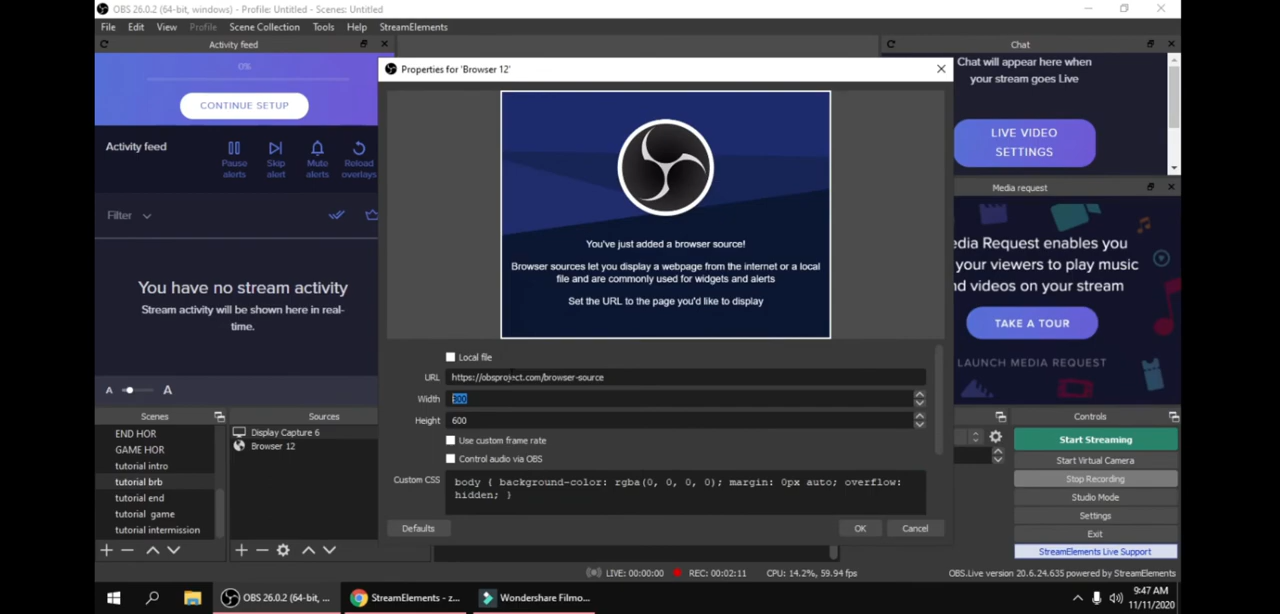 OBS 26.0.2 (64-bit, windows) - Profile: Untitled - Scenes: Untitled
File Edit View Profile Scene Collection Tools Help StreamElements
Activity feed
0%
CONTINUE SETUP
Activity feed
Pause alerts
Skip alert
Mute alerts
Reload overlays
Filter
You have no stream activity
Stream activity will be shown here in real-
time.
A A
Scenes
END HOR
GAME HOR
tutorial intro
tutorial brb
tutorial end
tutorial game
tutorial intermission
Sources
Display Capture 6
Browser 12
Properties for 'Browser 12'
You've just added a browser source!
Browser sources let you display a webpage from the internet or a local
file and are commonly used for widgets and alerts
Set the URL to the page you'd like to display
Local file
URL https://obsproject.com/browser-source
Width
Height 600
Use custom frame rate
Control audio via OBS
Custom CSS body { background-color: rgba(0, 0, 0, 0); margin: 0px auto; overflow:
hidden; }
Defaults OK Cancel
Chat
Chat will appear here when
your stream goes Live
LIVE VIDEO
SETTINGS
Media request
edia Request enables you
your viewers to play music
nd videos on your stream
TAKE A TOUR
LAUNCH MEDIA REQUEST
Controls
Start Streaming
Start Virtual Camera
Stop Recording
Studio Mode
Settings
Exit
StreamElements Live Support
LIVE: 00:00:00 REC: 00:02:11 CPU: 14.2%, 59.94 fps OBS.Live version 20.6.24.635 powered by StreamElements
OBS 26.0.2 (64-bit, ... StreamElements - z... Wondershare Filmo...
9:47 AM
11/11/2020